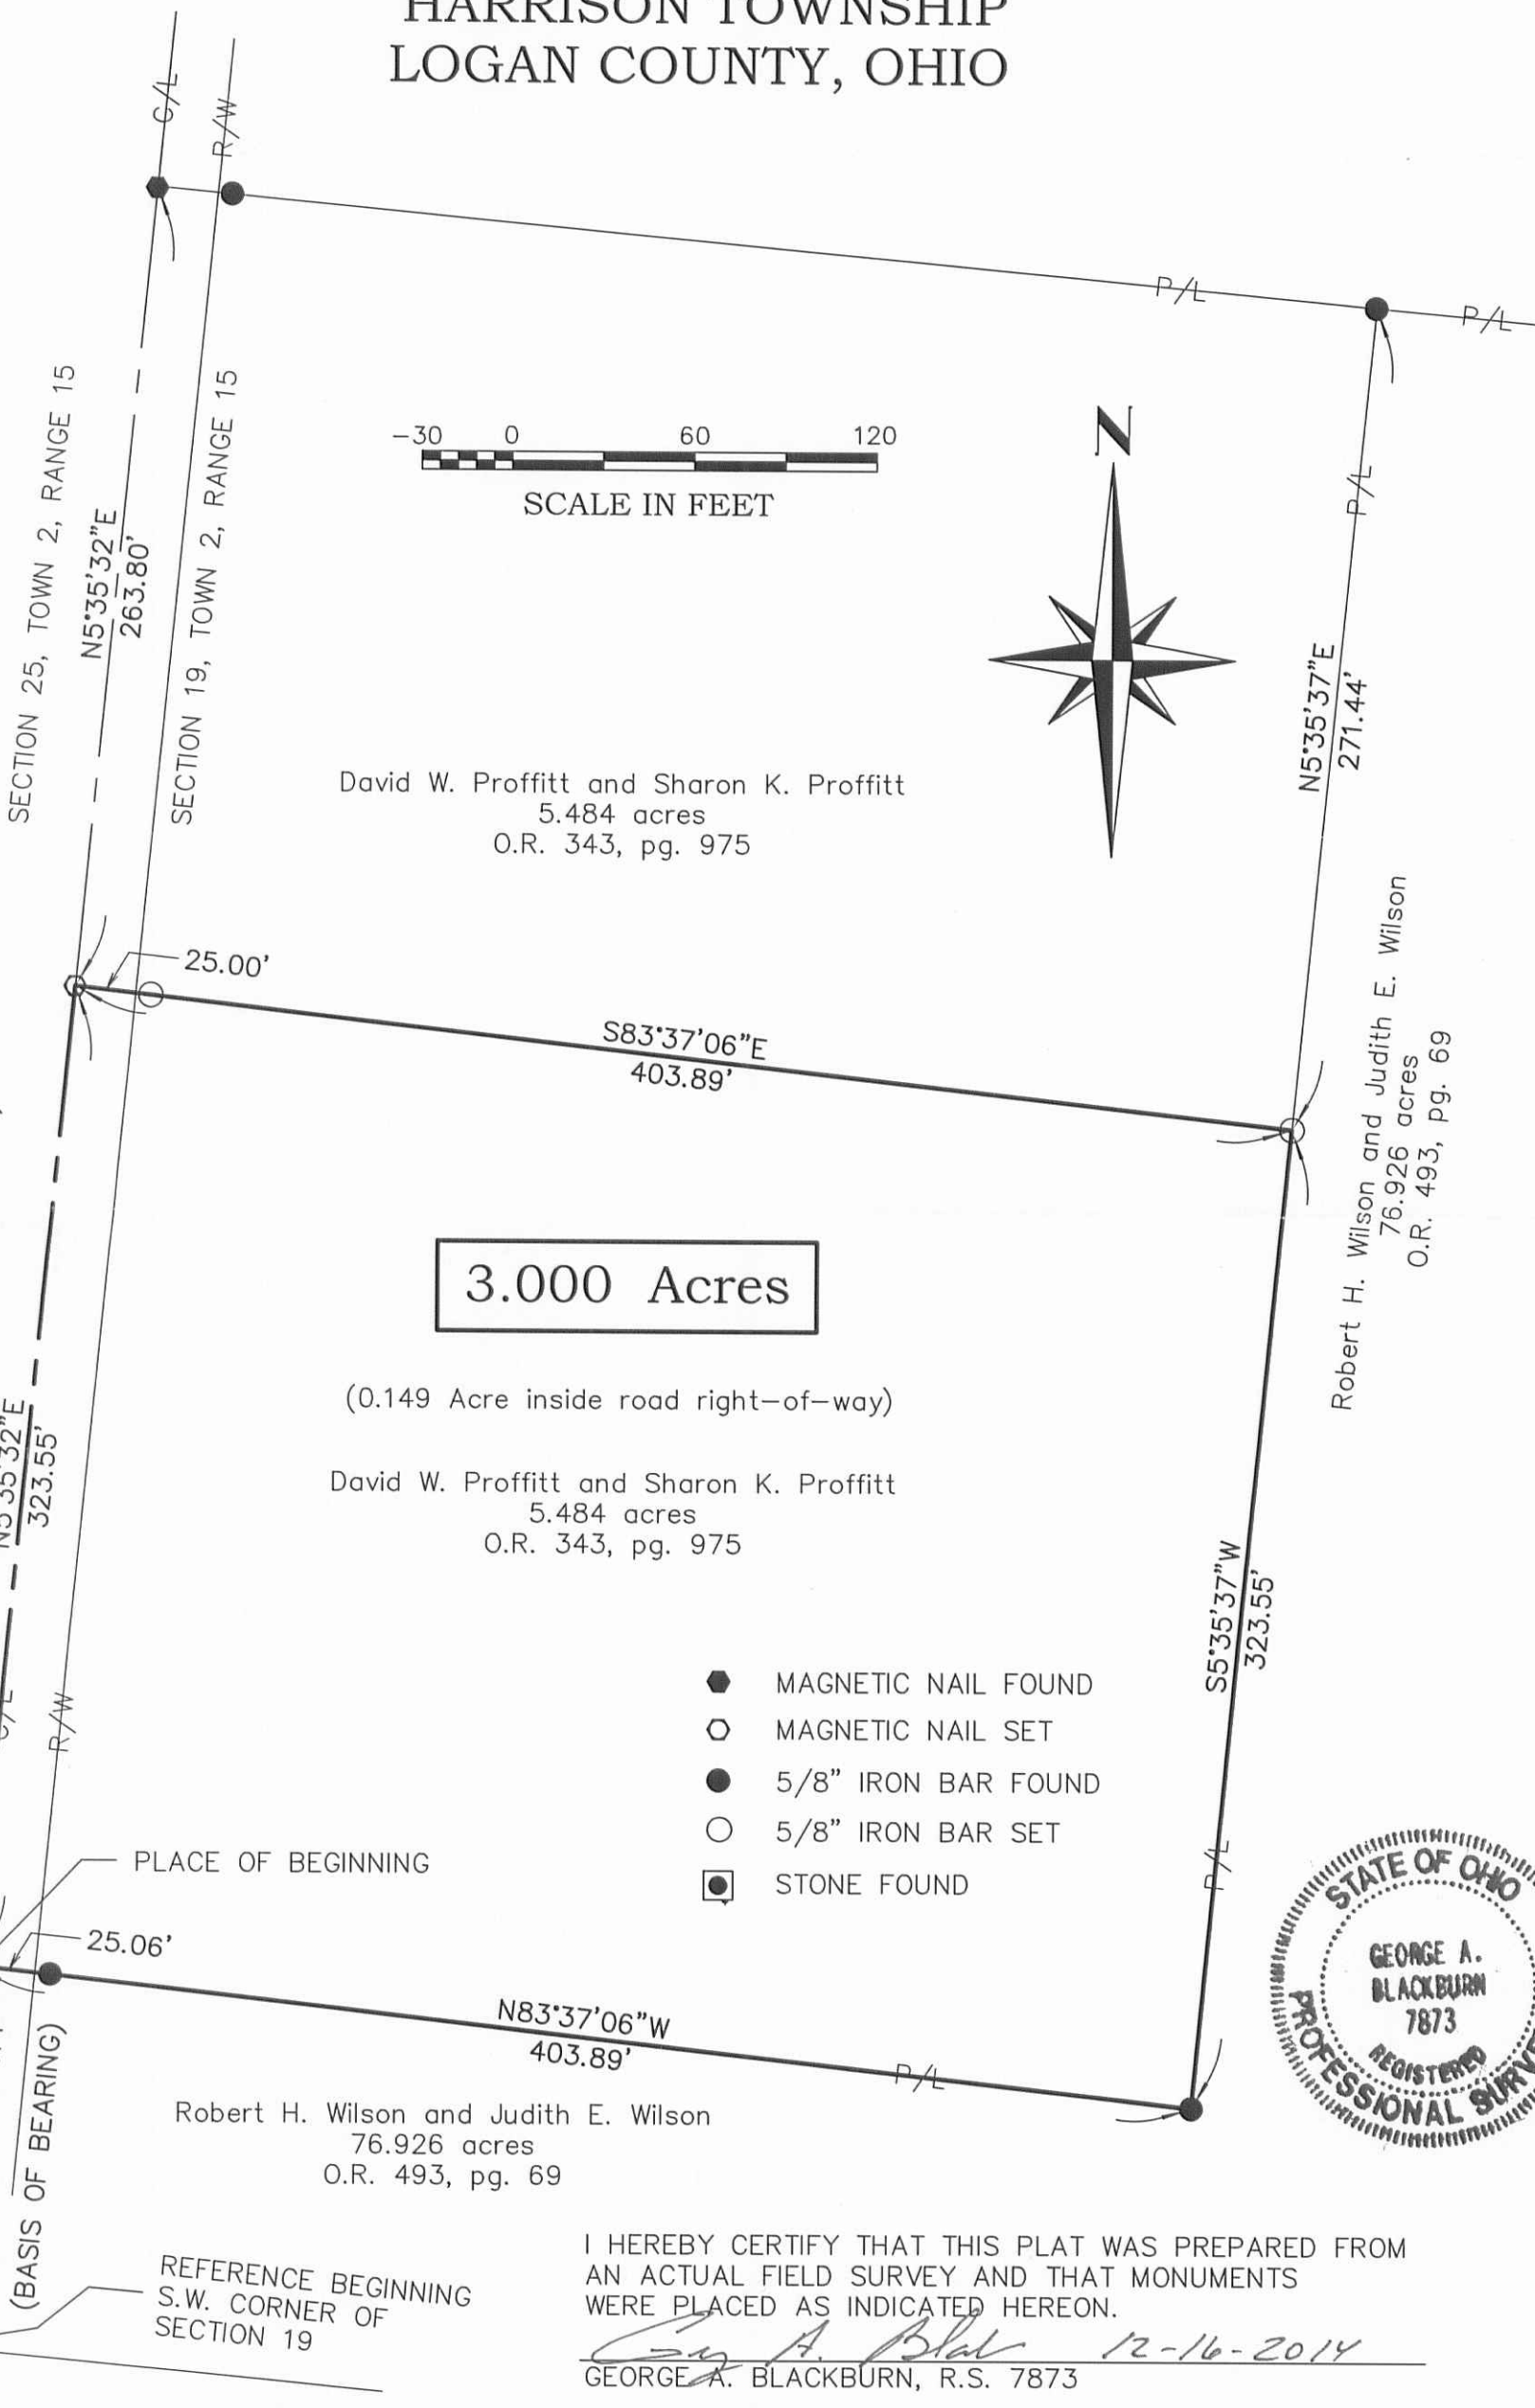 HARRISON TOWNSHIP
LOGAN COUNTY, OHIO
C/L
R/W
P/L
P/L
SECTION 25, TOWN 2, RANGE 15
N5°35'32"E
263.80'
SECTION 19, TOWN 2, RANGE 15
-30 0 60 120
SCALE IN FEET
N
P/L
N5°35'37"E
271.44'
David W. Proffitt and Sharon K. Proffitt
5.484 acres
O.R. 343, pg. 975
25.00'
S83°37'06"E
403.89'
Robert H. Wilson and Judith E. Wilson
76.926 acres
O.R. 493, pg. 69
3.000 Acres
(0.149 Acre inside road right-of-way)
David W. Proffitt and Sharon K. Proffitt
5.484 acres
O.R. 343, pg. 975
N5°35'32"E
323.55'
S5°35'37"W
323.55'
R/W
MAGNETIC NAIL FOUND
MAGNETIC NAIL SET
5/8" IRON BAR FOUND
5/8" IRON BAR SET
STONE FOUND
P/L
PLACE OF BEGINNING
25.06'
N83°37'06"W
403.89'
P/L
STATE OF OHIO
GEORGE A.
BLACKBURN
7873
REGISTERED
PROFESSIONAL SURVE
(BASIS OF BEARING)
Robert H. Wilson and Judith E. Wilson
76.926 acres
O.R. 493, pg. 69
REFERENCE BEGINNING
S.W. CORNER OF
SECTION 19
I HEREBY CERTIFY THAT THIS PLAT WAS PREPARED FROM
AN ACTUAL FIELD SURVEY AND THAT MONUMENTS
WERE PLACED AS INDICATED HEREON.
12-16-2014
GEORGE A. BLACKBURN, R.S. 7873